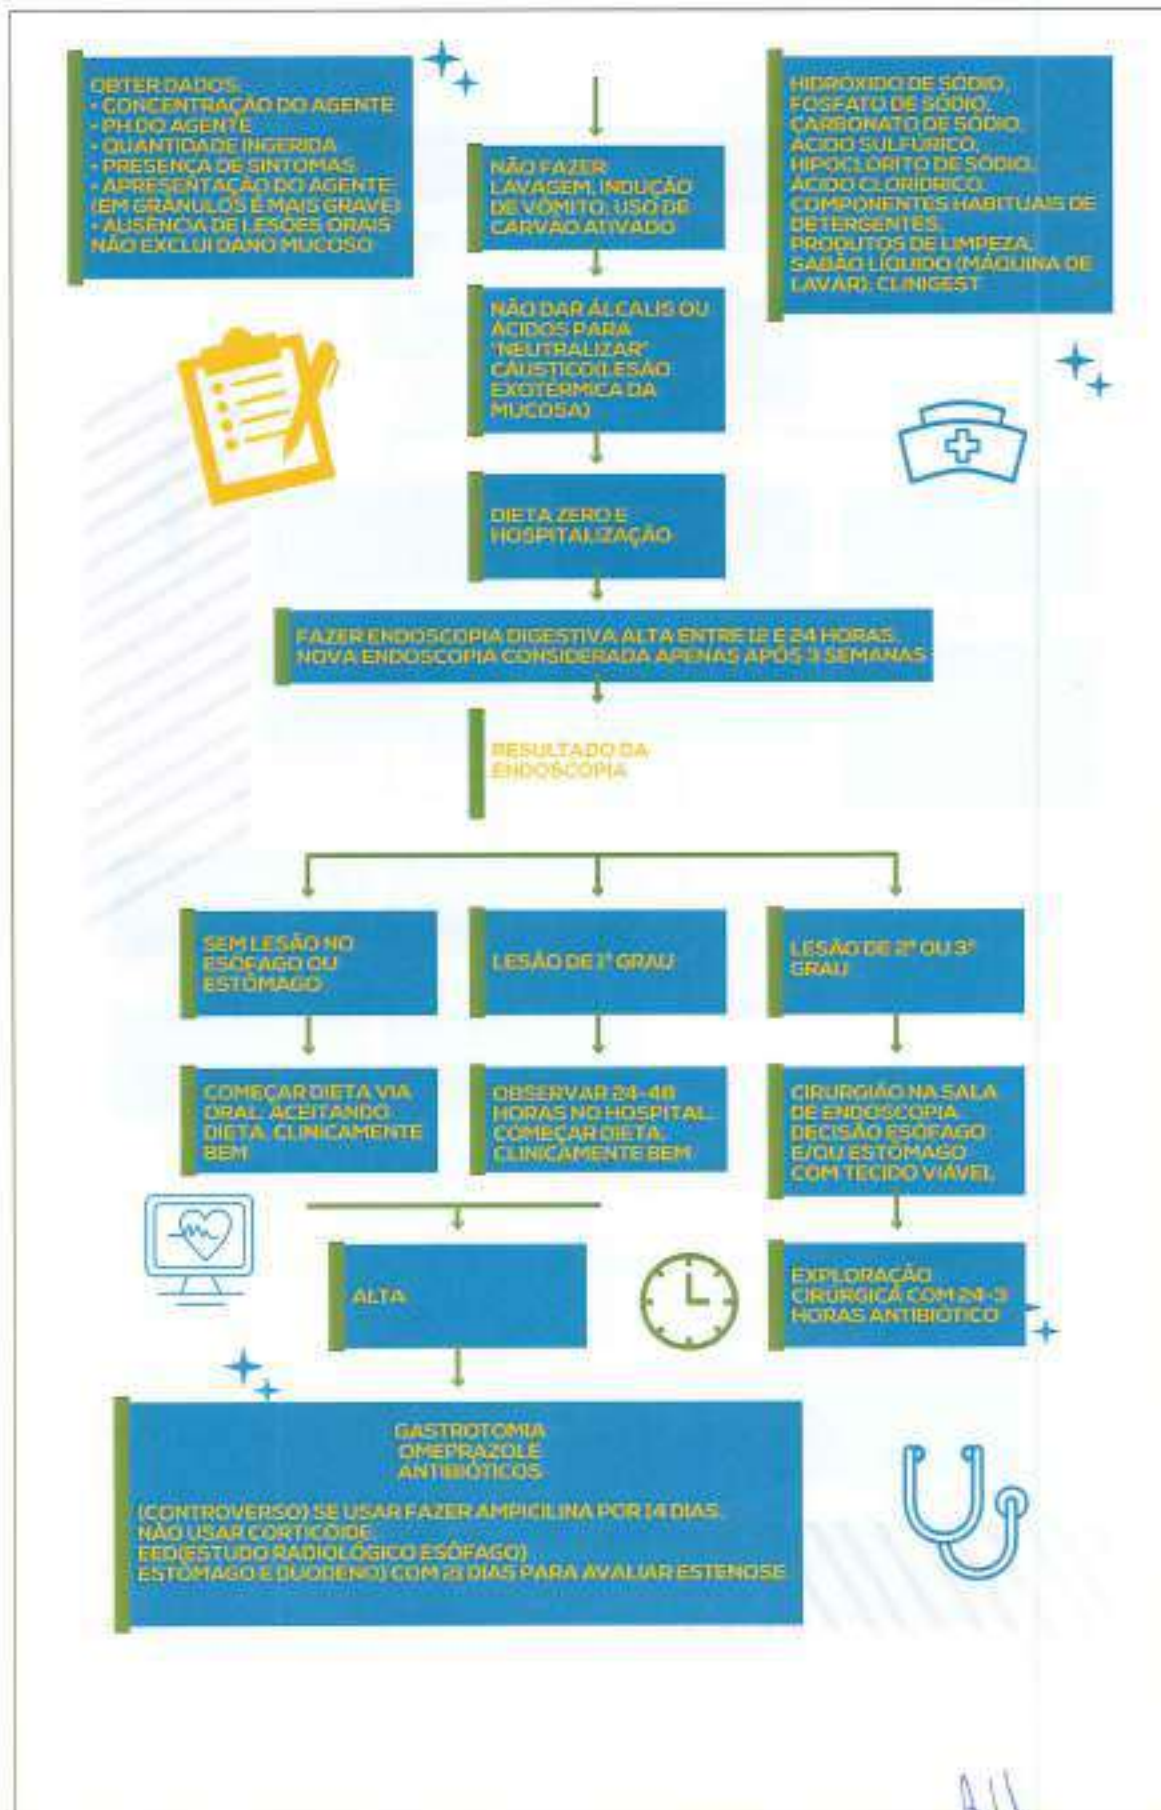 OBTER DADOS:
• CONCENTRAÇÃO DO AGENTE
• PH DO AGENTE
• QUANTIDADE INGERIDA
• PRESENÇA DE SINTOMAS
• APRESENTAÇÃO DO AGENTE:
(EM GRÂNULOS É MAIS GRAVE)
• AUSÊNCIA DE LESÕES ORAIS
NÃO EXCLUI DANO MUCOSO
NÃO FAZER
LAVAGEM, INDUÇÃO
DE VÔMITO, USO DE
CARVÃO ATIVADO
HIDRÓXIDO DE SÓDIO,
FOSFATO DE SÓDIO,
CARBONATO DE SÓDIO,
ÁCIDO SULFÚRICO,
HIPOCLORITO DE SÓDIO,
ÁCIDO CLORÍDRICO,
COMPONENTES HABITUAIS DE
DETERGENTES,
PRODUTOS DE LIMPEZA,
SABÃO LÍQUIDO (MÁQUINA DE
LAVAR), CLINIGEST
NÃO DAR ÁLCALIS OU
ÁCIDOS PARA
"NEUTRALIZAR"
CÁUSTICO(LESÃO
EXOTÉRMICA DA
MUCOSA)
DIETA ZERO E
HOSPITALIZAÇÃO
FAZER ENDOSCOPIA DIGESTIVA ALTA ENTRE 12 E 24 HORAS.
NOVA ENDOSCOPIA CONSIDERADA APENAS APÓS 3 SEMANAS
RESULTADO DA
ENDOSCOPIA
SEM LESÃO NO
ESÔFAGO OU
ESTÔMAGO
LESÃO DE 1º GRAU
LESÃO DE 2º OU 3º
GRAU
COMEÇAR DIETA VIA
ORAL. ACEITANDO
DIETA, CLINICAMENTE
BEM
OBSERVAR 24-48
HORAS NO HOSPITAL.
COMEÇAR DIETA,
CLINICAMENTE BEM
CIRURGIÃO NA SALA
DE ENDOSCOPIA
DECISÃO ESÔFAGO
E/OU ESTÔMAGO
COM TECIDO VIÁVEL
ALTA
EXPLORAÇÃO
CIRÚRGICA COM 24-3
HORAS ANTIBIÓTICO
GASTROTOMIA
OMEPRAZOLE
ANTIBIÓTICOS
(CONTROVERSO) SE USAR FAZER AMPICILINA POR 14 DIAS.
NÃO USAR CORTICÓIDE
EED(ESTUDO RADIOLÓGICO ESÔFAGO)
ESTÔMAGO E DUODENO) COM 21 DIAS PARA AVALIAR ESTENOSE